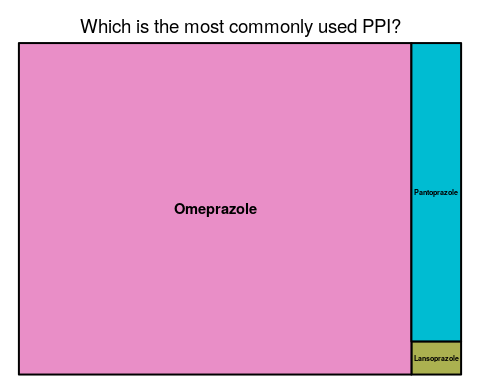 Which is the most commonly used PPI?
Omeprazole
Pantoprazole
Lansoprazole